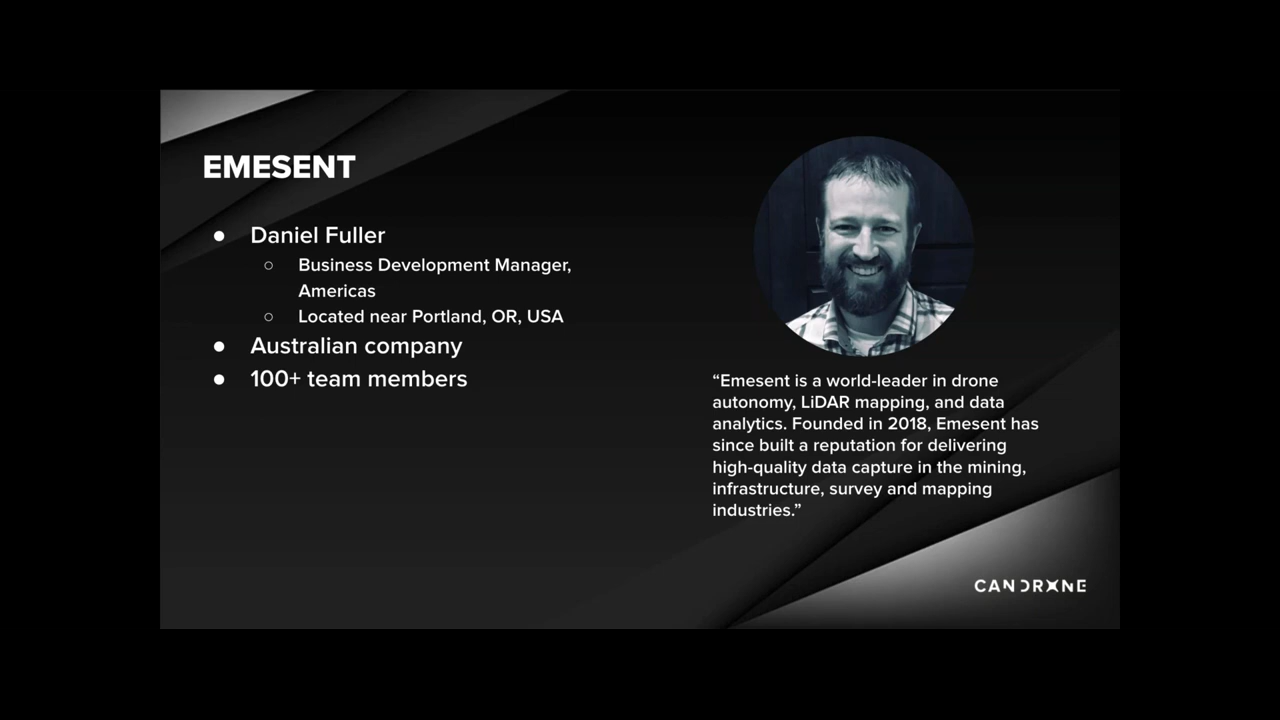 EMESENT
● Daniel Fuller
○ Business Development Manager,
Americas
○ Located near Portland, OR, USA
● Australian company
● 100+ team members
“Emesent is a world-leader in drone
autonomy, LiDAR mapping, and data
analytics. Founded in 2018, Emesent has
since built a reputation for delivering
high-quality data capture in the mining,
infrastructure, survey and mapping
industries.”
CANDRONE